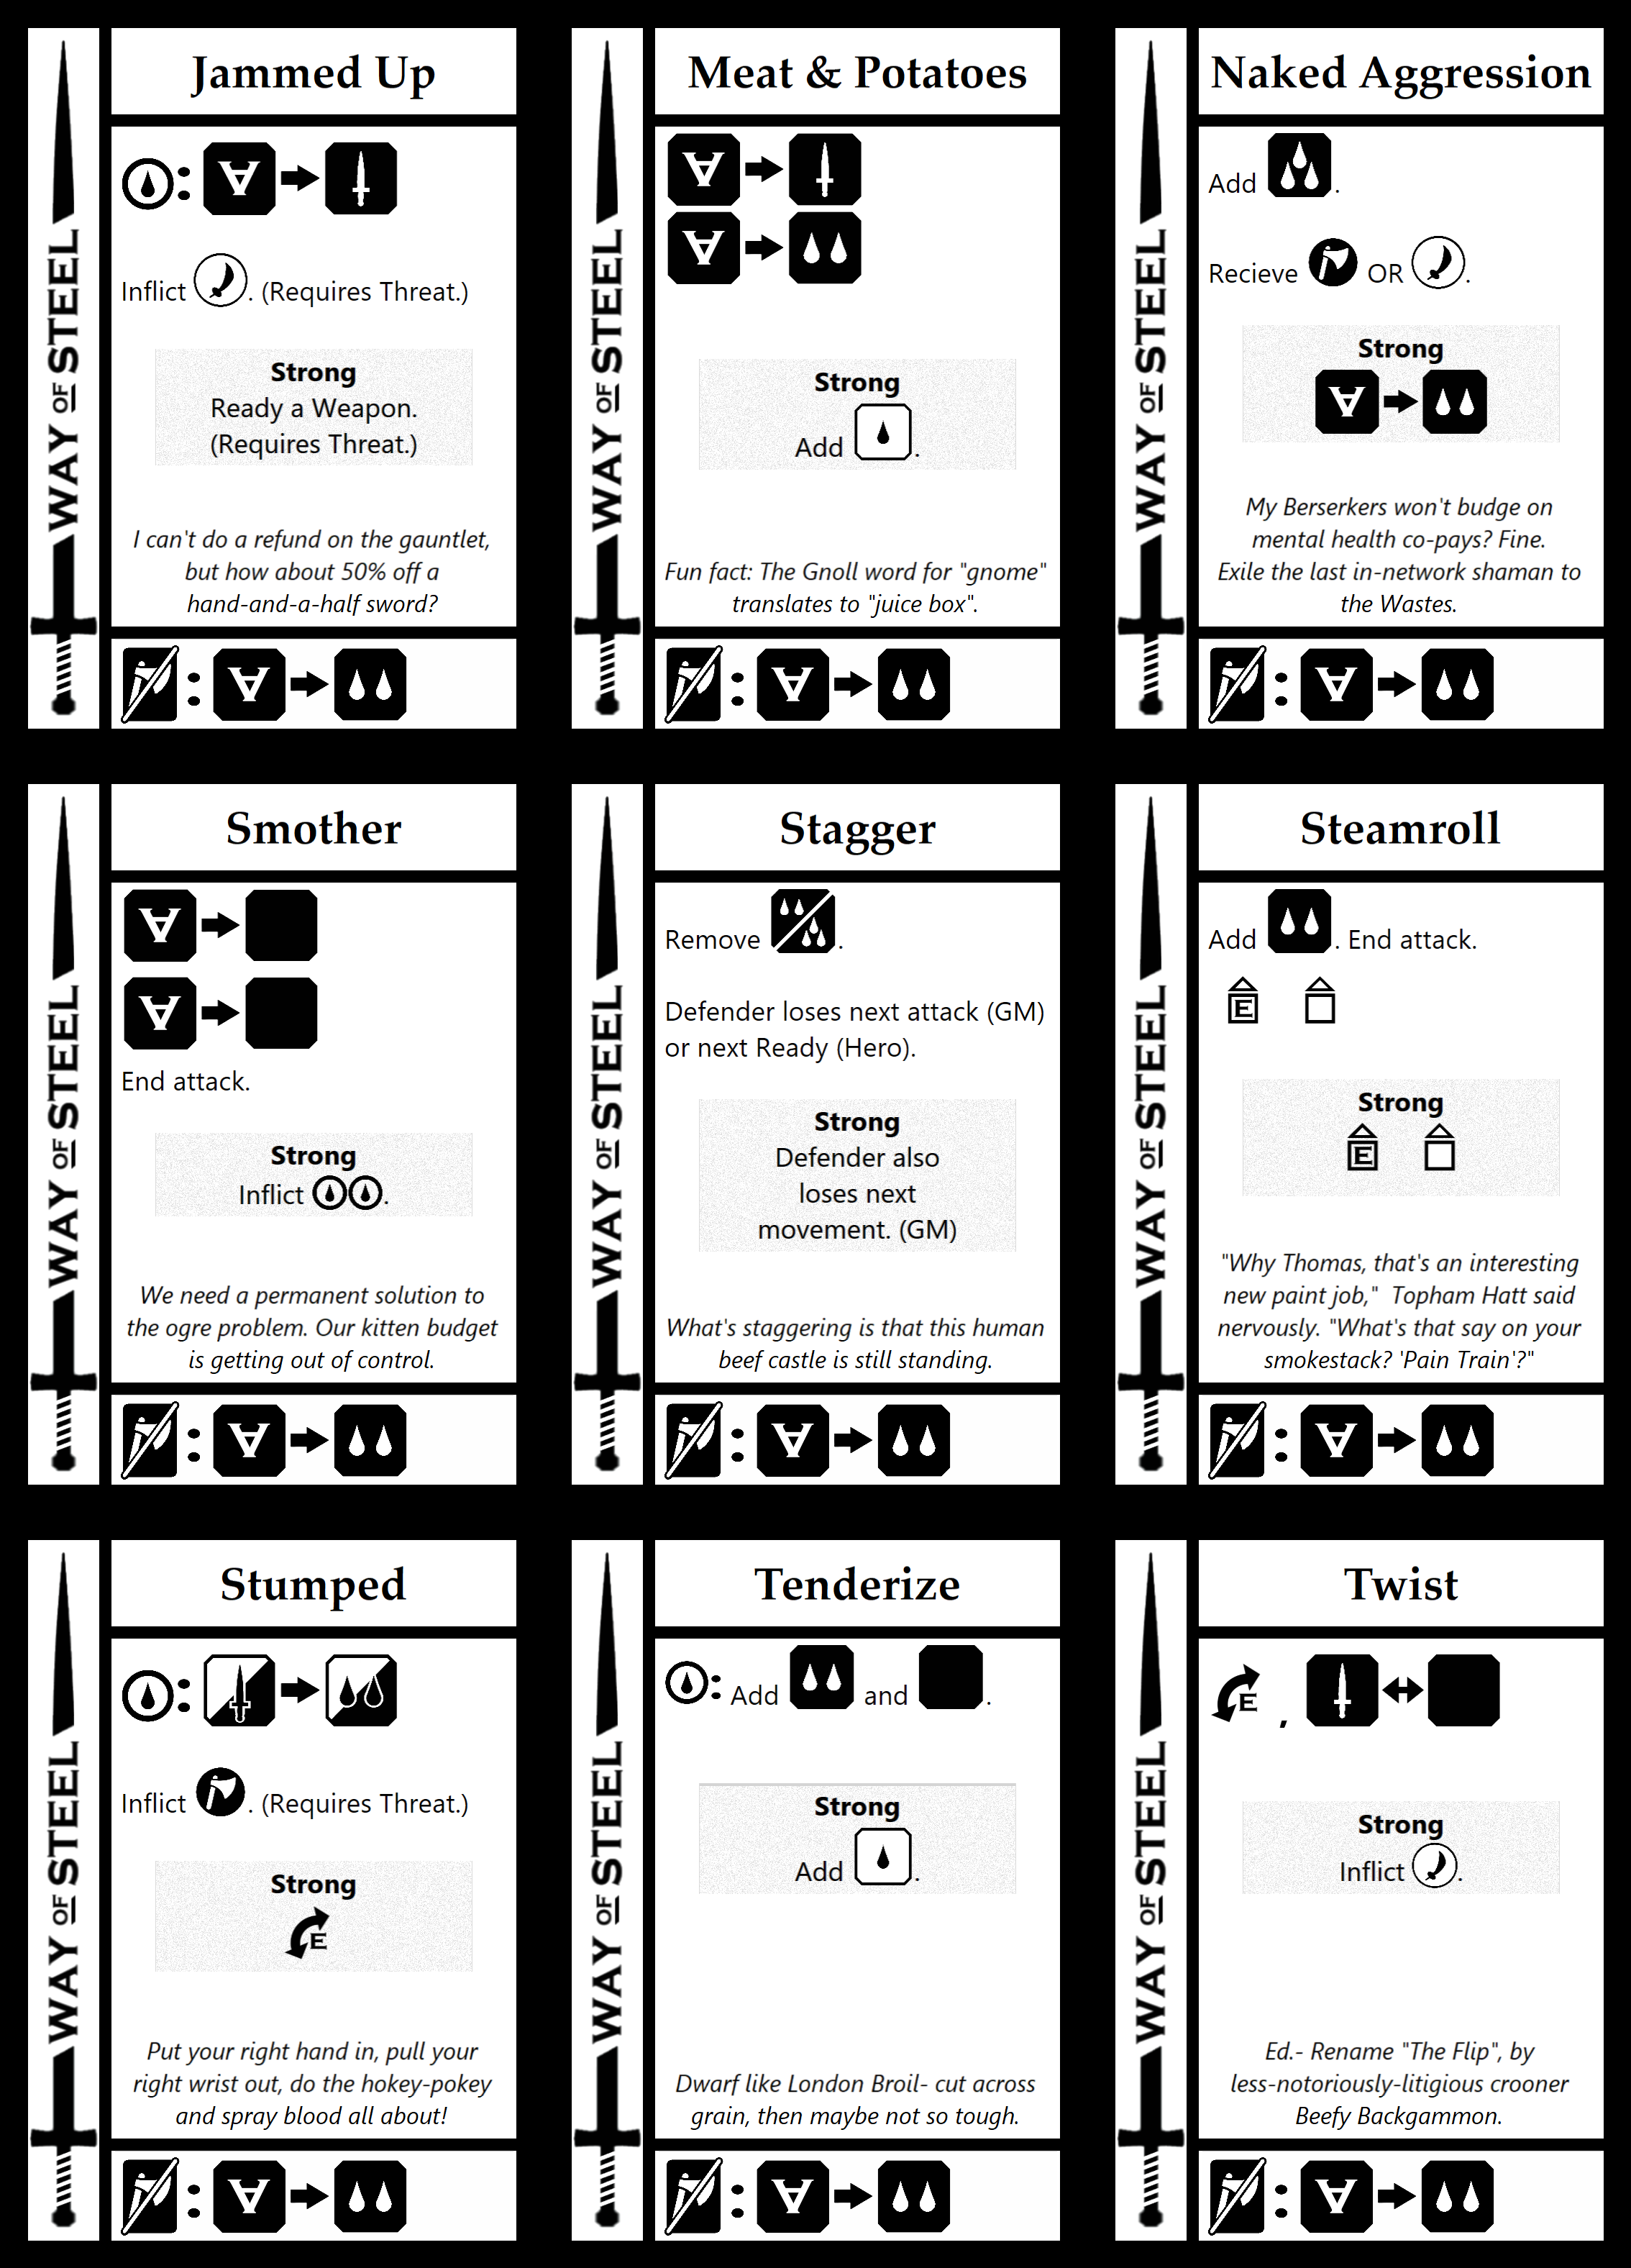 WAY OF STEEL
Jammed Up
∀
:
Inflict . (Requires Threat.)
Strong
Ready a Weapon.
(Requires Threat.)
I can't do a refund on the gauntlet,
but how about 50% off a
hand-and-a-half sword?
: ∀
WAY OF STEEL
Meat & Potatoes
∀
∀
Strong
Add .
Fun fact: The Gnoll word for "gnome"
translates to "juice box".
: ∀
WAY OF STEEL
Naked Aggression
Add .
Recieve OR .
Strong
∀
My Berserkers won't budge on
mental health co-pays? Fine.
Exile the last in-network shaman to
the Wastes.
: ∀
WAY OF STEEL
Smother
∀
∀
End attack.
Strong
Inflict .
We need a permanent solution to
the ogre problem. Our kitten budget
is getting out of control.
: ∀
WAY OF STEEL
Stagger
Remove .
Defender loses next attack (GM)
or next Ready (Hero).
Strong
Defender also
loses next
movement. (GM)
What's staggering is that this human
beef castle is still standing.
: ∀
WAY OF STEEL
Steamroll
Add . End attack.
E
Strong
E
"Why Thomas, that's an interesting
new paint job," Topham Hatt said
nervously. "What's that say on your
smokestack? 'Pain Train'?"
: ∀
WAY OF STEEL
Stumped
:
Inflict . (Requires Threat.)
Strong
E
Put your right hand in, pull your
right wrist out, do the hokey-pokey
and spray blood all about!
: ∀
WAY OF STEEL
Tenderize
: Add and .
Strong
Add .
Dwarf like London Broil- cut across
grain, then maybe not so tough.
: ∀
WAY OF STEEL
Twist
E ,
Strong
Inflict .
Ed.- Rename "The Flip", by
less-notoriously-litigious crooner
Beefy Backgammon.
: ∀